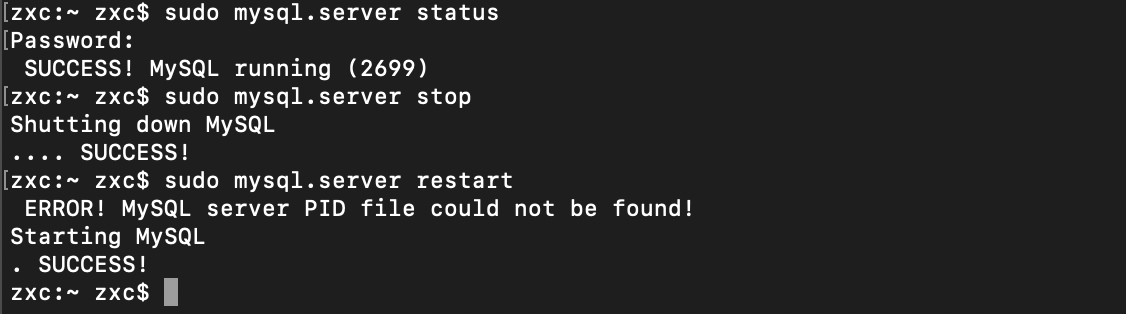 [zxc:~ zxc$ sudo mysql.server status
[Password:
 SUCCESS! MySQL running (2699)
[zxc:~ zxc$ sudo mysql.server stop
Shutting down MySQL
.... SUCCESS!
[zxc:~ zxc$ sudo mysql.server restart
 ERROR! MySQL server PID file could not be found!
Starting MySQL
. SUCCESS!
zxc:~ zxc$